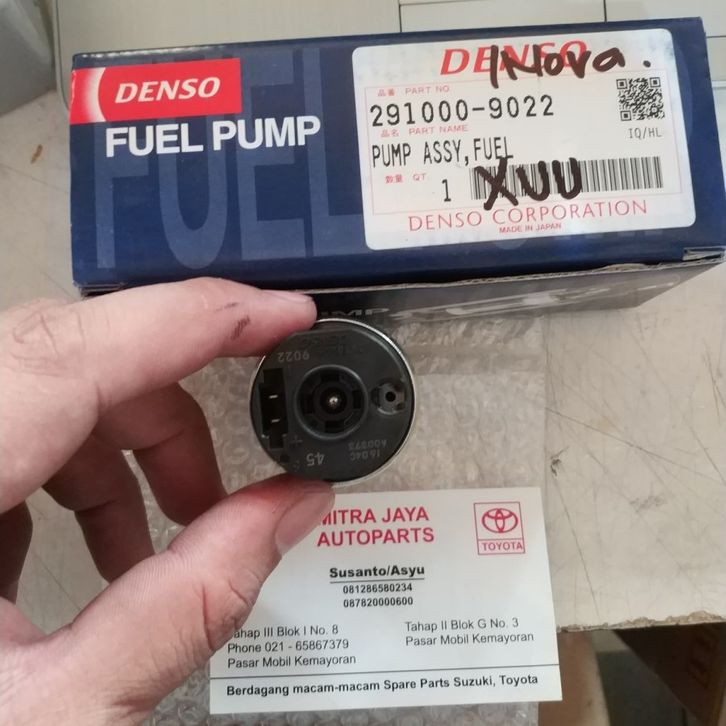 DENSO
FUEL PUMP
DENSO
INova.
品番 PART NO.
291000-9022
品名 PART NAME
IQ/HL
PUMP ASSY,FUEL
数量 QT.
1
XUU
DENSO CORPORATION
MADE IN JAPAN
9022
45
16.04C
MITRA JAYA
AUTOPARTS
TOYOTA
Susanto/Asyu
081286580234
087820000600
Tahap III Blok I No. 8
Phone 021 - 65867379
Pasar Mobil Kemayoran
Tahap II Blok G No. 3
Pasar Mobil Kemayoran
Berdagang macam-macam Spare Parts Suzuki, Toyota